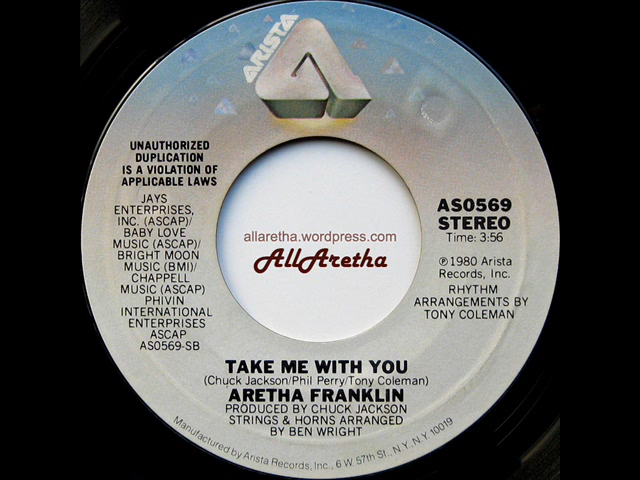 ARISTA
UNAUTHORIZED
DUPLICATION
IS A VIOLATION OF
APPLICABLE LAWS
JAYS
ENTERPRISES,
INC. (ASCAP)/
BABY LOVE
MUSIC (ASCAP)/
BRIGHT MOON
MUSIC (BMI)/
CHAPPELL
MUSIC (ASCAP)
PHIVIN
INTERNATIONAL
ENTERPRISES
ASCAP
AS0569-SB
allaretha.wordpress.com
AllAretha
AS0569
STEREO
Time: 3:56
℗ 1980 Arista
Records, Inc.
RHYTHM
ARRANGEMENTS BY
TONY COLEMAN
TAKE ME WITH YOU
(Chuck Jackson/Phil Perry/Tony Coleman)
ARETHA FRANKLIN
PRODUCED BY CHUCK JACKSON
STRINGS & HORNS ARRANGED
BY BEN WRIGHT
Manufactured by Arista Records, Inc., 6 W 57th St., N.Y. N.Y. 10019